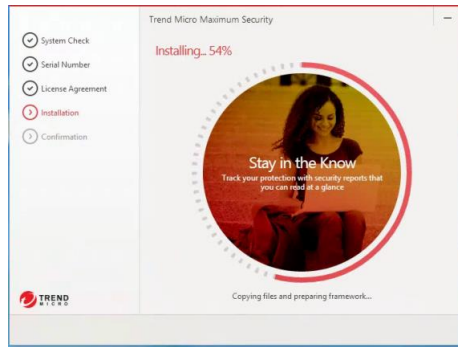 Trend Micro Maximum Security
System Check
Serial Number
License Agreement
Installation
Confirmation
Installing... 54%
Stay in the Know
Track your protection with security reports that
you can read at a glance
Copying files and preparing framework...
TREND
MICRO